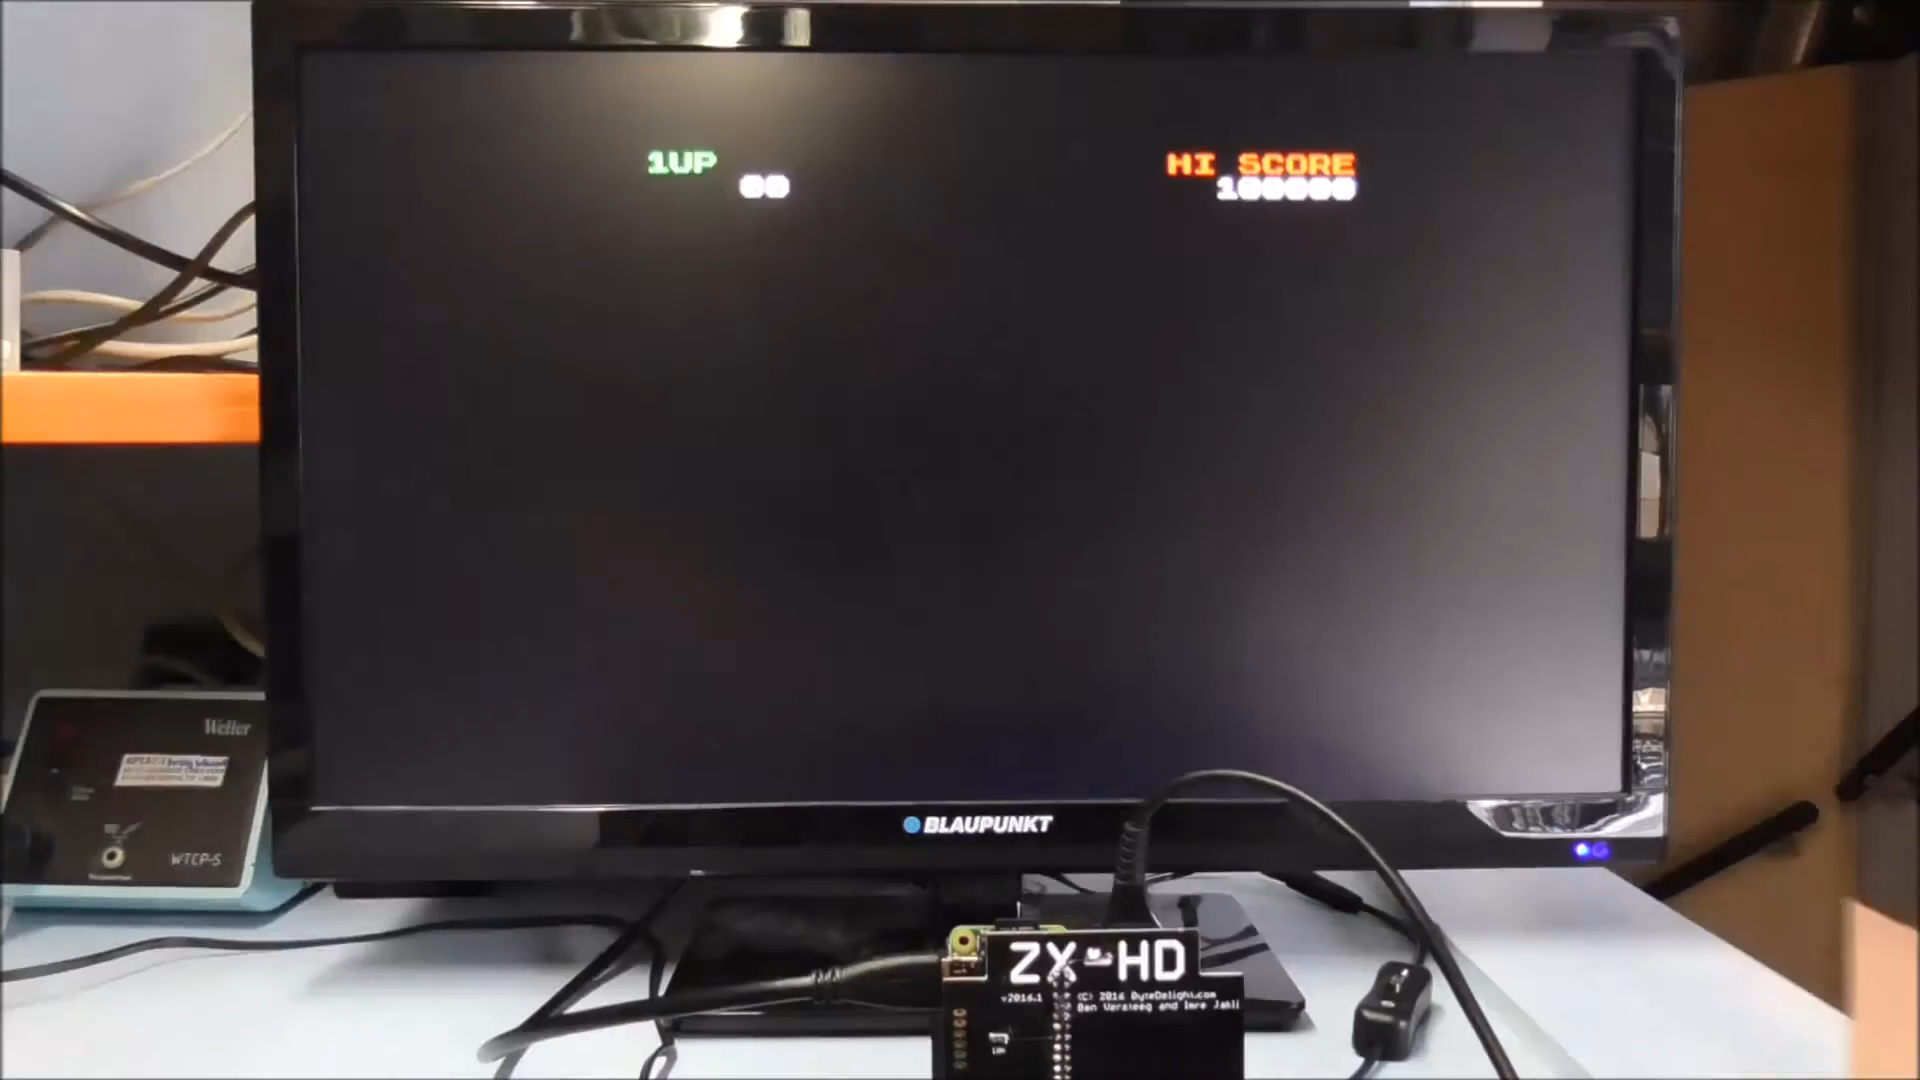 1UP
00
HI SCORE
100000
Weller
WTCP-S
BLAUPUNKT
ZX-HD
v2016.1
(C) 2016 ByteDelight.com
Ben Versteeg and Imre Jakli